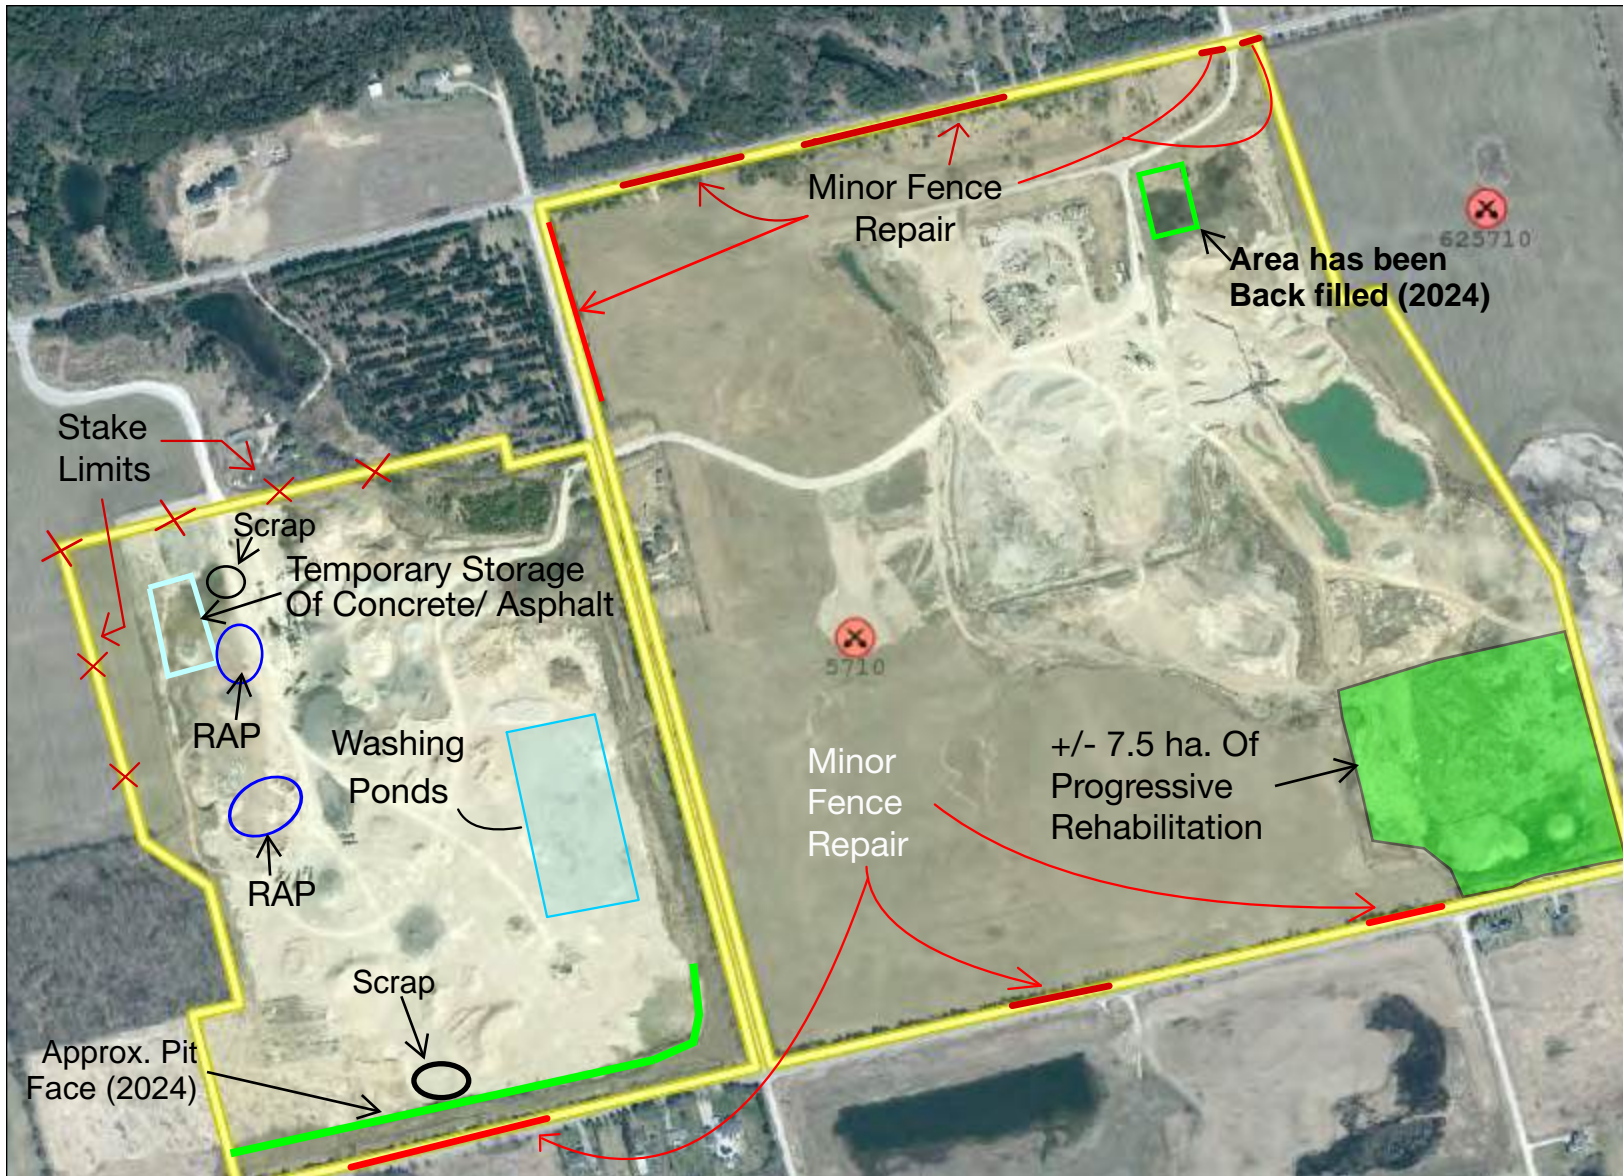 Minor Fence
Repair
625710
Area has been
Back filled (2024)
Stake
Limits
Scrap
Temporary Storage
Of Concrete/ Asphalt
5710
RAP
Washing
Ponds
Minor
Fence
Repair
+/- 7.5 ha. Of
Progressive
Rehabilitation
RAP
Scrap
Approx. Pit
Face (2024)